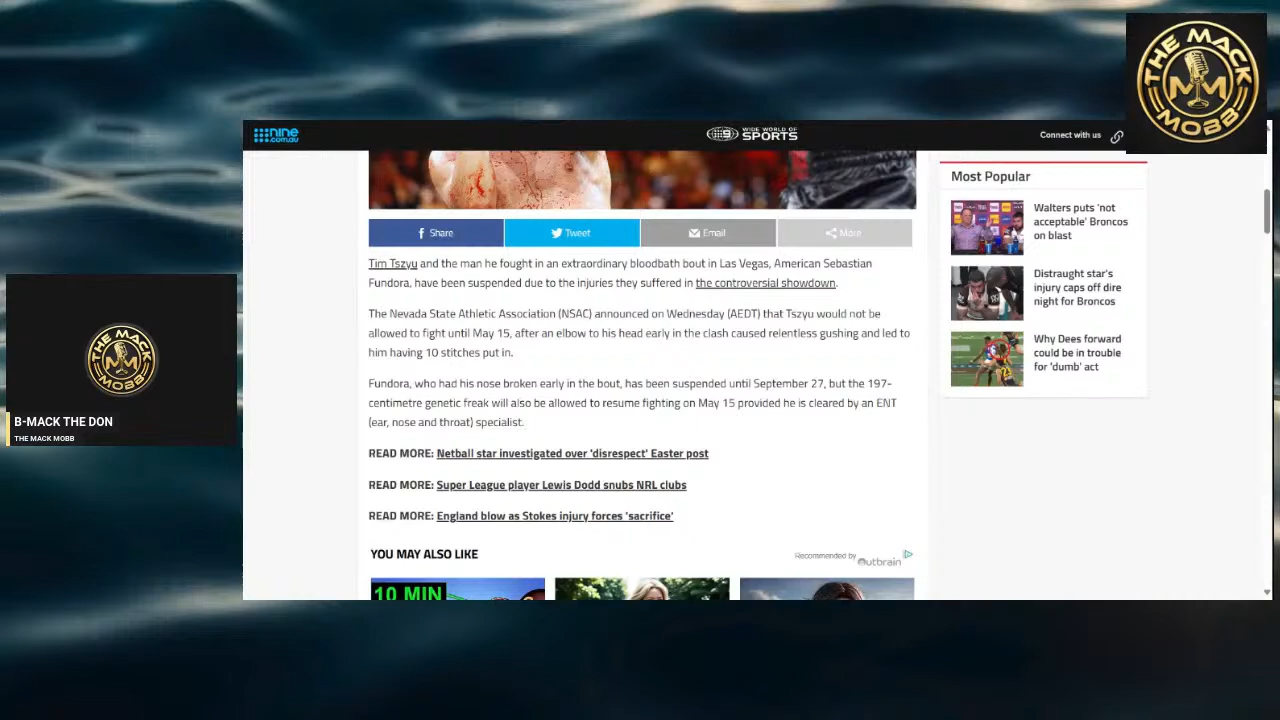 THE MACK
MM
MOBB
nine
.com.au
WIDE WORLD OF
SPORTS
Connect with us
Share
Tweet
Email
More
Tim Tszyu and the man he fought in an extraordinary bloodbath bout in Las Vegas, American Sebastian
Fundora, have been suspended due to the injuries they suffered in the controversial showdown.
The Nevada State Athletic Association (NSAC) announced on Wednesday (AEDT) that Tszyu would not be
allowed to fight until May 15, after an elbow to his head early in the clash caused relentless gushing and led to
him having 10 stitches put in.
Fundora, who had his nose broken early in the bout, has been suspended until September 27, but the 197-
centimetre genetic freak will also be allowed to resume fighting on May 15 provided he is cleared by an ENT
(ear, nose and throat) specialist.
READ MORE: Netball star investigated over 'disrespect' Easter post
READ MORE: Super League player Lewis Dodd snubs NRL clubs
READ MORE: England blow as Stokes injury forces 'sacrifice'
YOU MAY ALSO LIKE
Recommended by
Outbrain
10 MIN
Most Popular
Walters puts 'not
acceptable' Broncos
on blast
Distraught star's
injury caps off dire
night for Broncos
Why Dees forward
could be in trouble
for 'dumb' act
THE MACK
MOBB
B-MACK THE DON
THE MACK MOBB